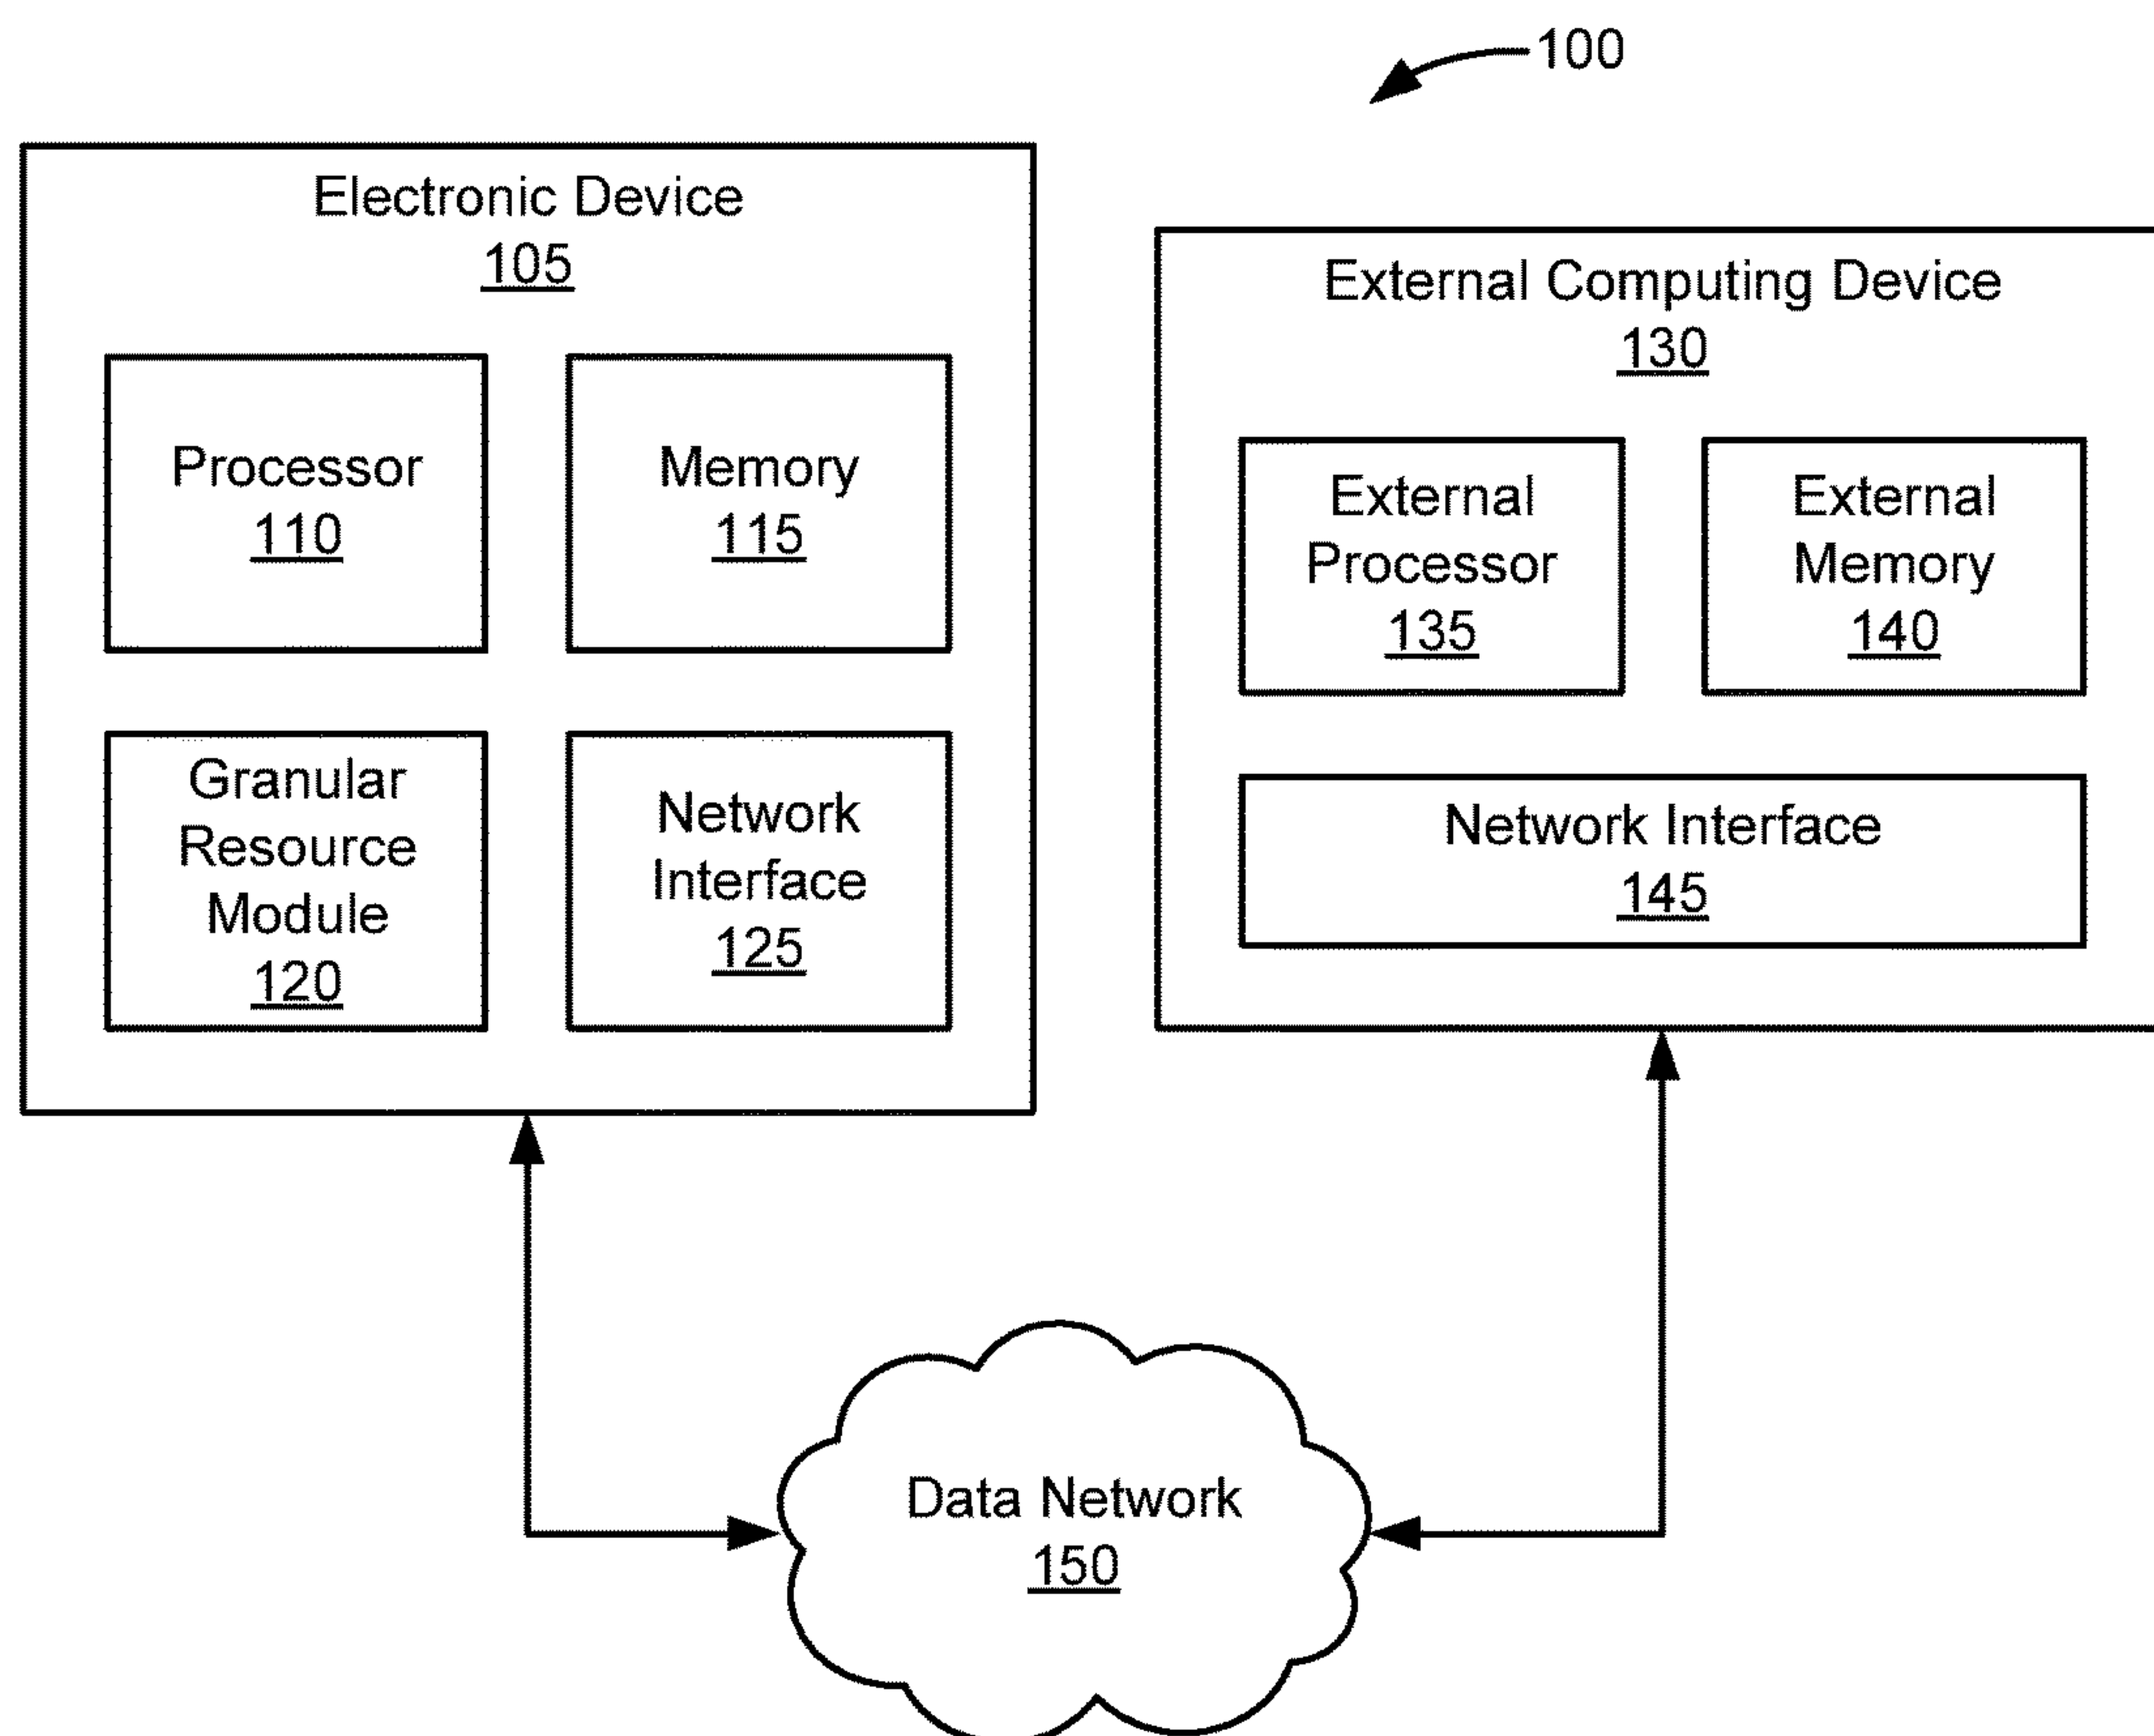 100
Electronic Device
105
Processor
110
Memory
115
Granular
Resource
Module
120
Network
Interface
125
External Computing Device
130
External
Processor
135
External
Memory
140
Network Interface
145
Data Network
150